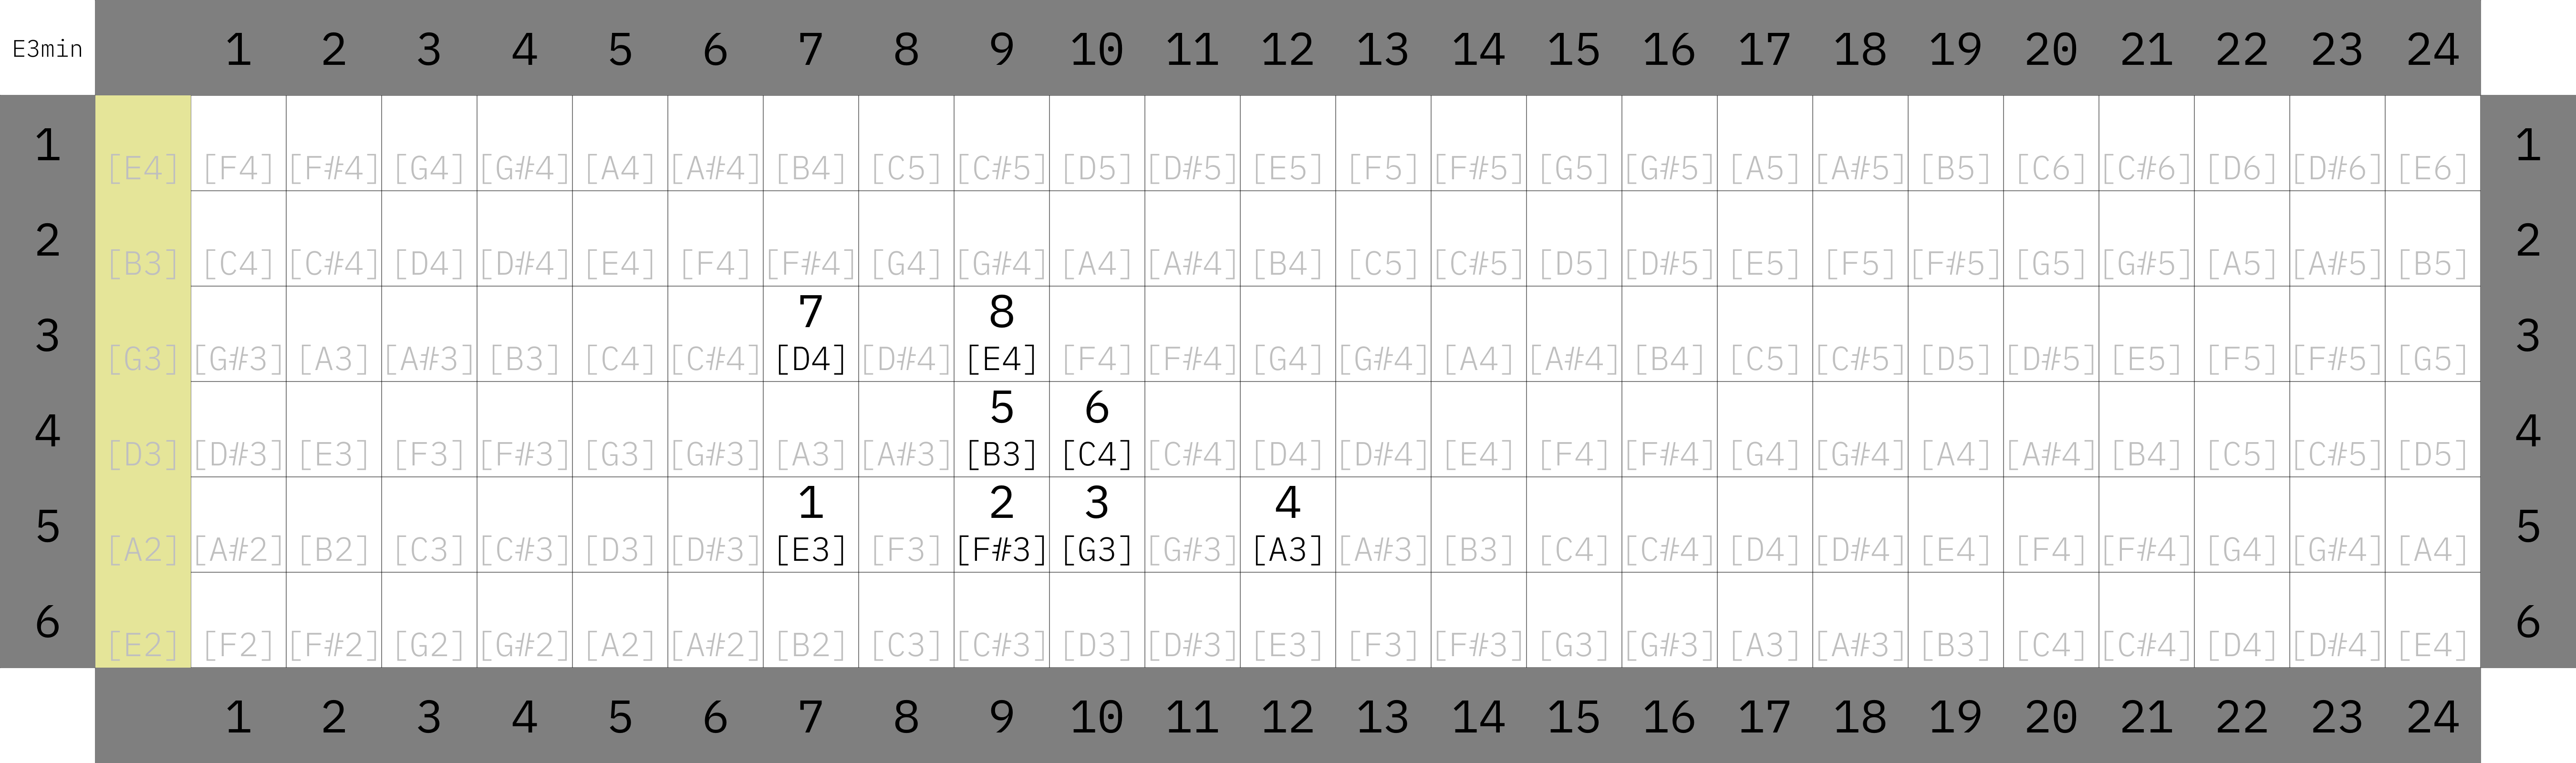 E3min 1 2 3 4 5 6 7 8 9 10 11 12 13 14 15 16 17 18 19 20 21 22 23 24
1 [E4] [F4] [F#4] [G4] [G#4] [A4] [A#4] [B4] [C5] [C#5] [D5] [D#5] [E5] [F5] [F#5] [G5] [G#5] [A5] [A#5] [B5] [C6] [C#6] [D6] [D#6] [E6] 1
2 [B3] [C4] [C#4] [D4] [D#4] [E4] [F4] [F#4] [G4] [G#4] [A4] [A#4] [B4] [C5] [C#5] [D5] [D#5] [E5] [F5] [F#5] [G5] [G#5] [A5] [A#5] [B5] 2
7 8
3 [G3] [G#3] [A3] [A#3] [B3] [C4] [C#4] [D4] [D#4] [E4] [F4] [F#4] [G4] [G#4] [A4] [A#4] [B4] [C5] [C#5] [D5] [D#5] [E5] [F5] [F#5] [G5] 3
5 6
4 [D3] [D#3] [E3] [F3] [F#3] [G3] [G#3] [A3] [A#3] [B3] [C4] [C#4] [D4] [D#4] [E4] [F4] [F#4] [G4] [G#4] [A4] [A#4] [B4] [C5] [C#5] [D5] 4
1 2 3 4
5 [A2] [A#2] [B2] [C3] [C#3] [D3] [D#3] [E3] [F3] [F#3] [G3] [G#3] [A3] [A#3] [B3] [C4] [C#4] [D4] [D#4] [E4] [F4] [F#4] [G4] [G#4] [A4] 5
6 [E2] [F2] [F#2] [G2] [G#2] [A2] [A#2] [B2] [C3] [C#3] [D3] [D#3] [E3] [F3] [F#3] [G3] [G#3] [A3] [A#3] [B3] [C4] [C#4] [D4] [D#4] [E4] 6
1 2 3 4 5 6 7 8 9 10 11 12 13 14 15 16 17 18 19 20 21 22 23 24